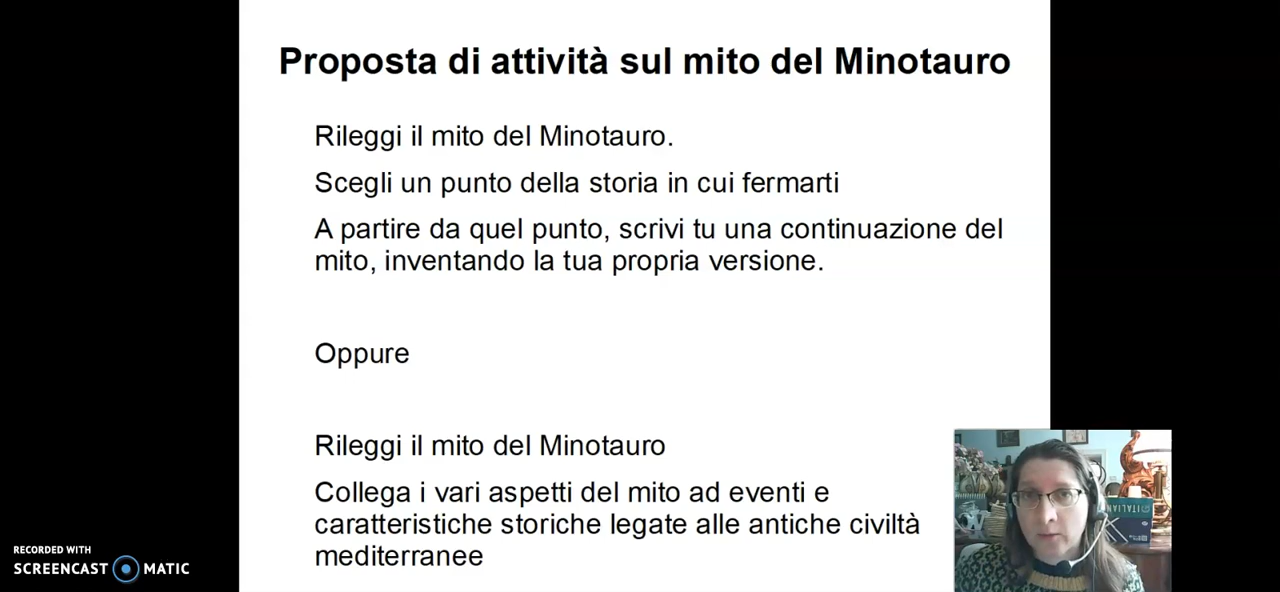 Proposta di attività sul mito del Minotauro
Rileggi il mito del Minotauro.
Scegli un punto della storia in cui fermarti
A partire da quel punto, scrivi tu una continuazione del
mito, inventando la tua propria versione.
Oppure
Rileggi il mito del Minotauro
Collega i vari aspetti del mito ad eventi e
caratteristiche storiche legate alle antiche civiltà
mediterranee
RECORDED WITH
SCREENCAST MATIC